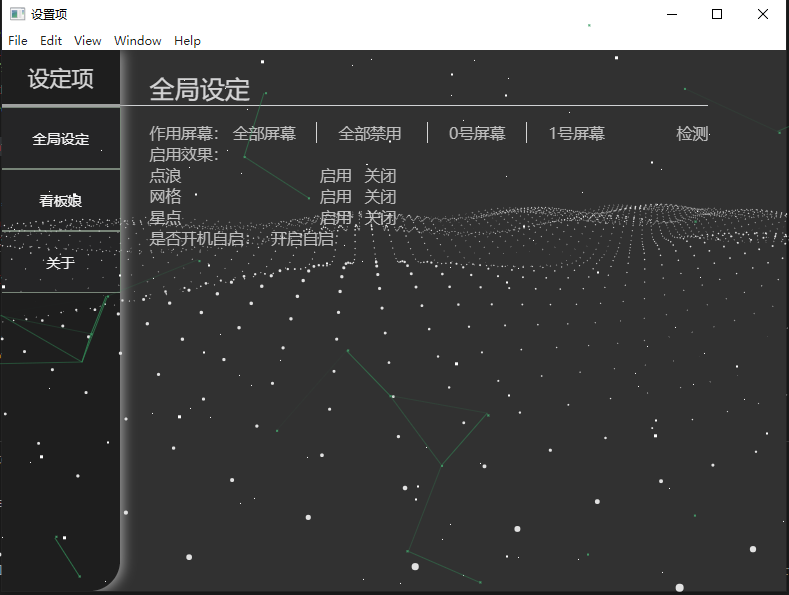 设置项
File Edit View Window Help
设定项
全局设定
看板娘
关于
全局设定
作用屏幕： 全部屏幕 全部禁用 0号屏幕 1号屏幕 检测
启用效果：
点浪 启用 关闭
网格 启用 关闭
星点 启用 关闭
是否开机自启： 开启自启